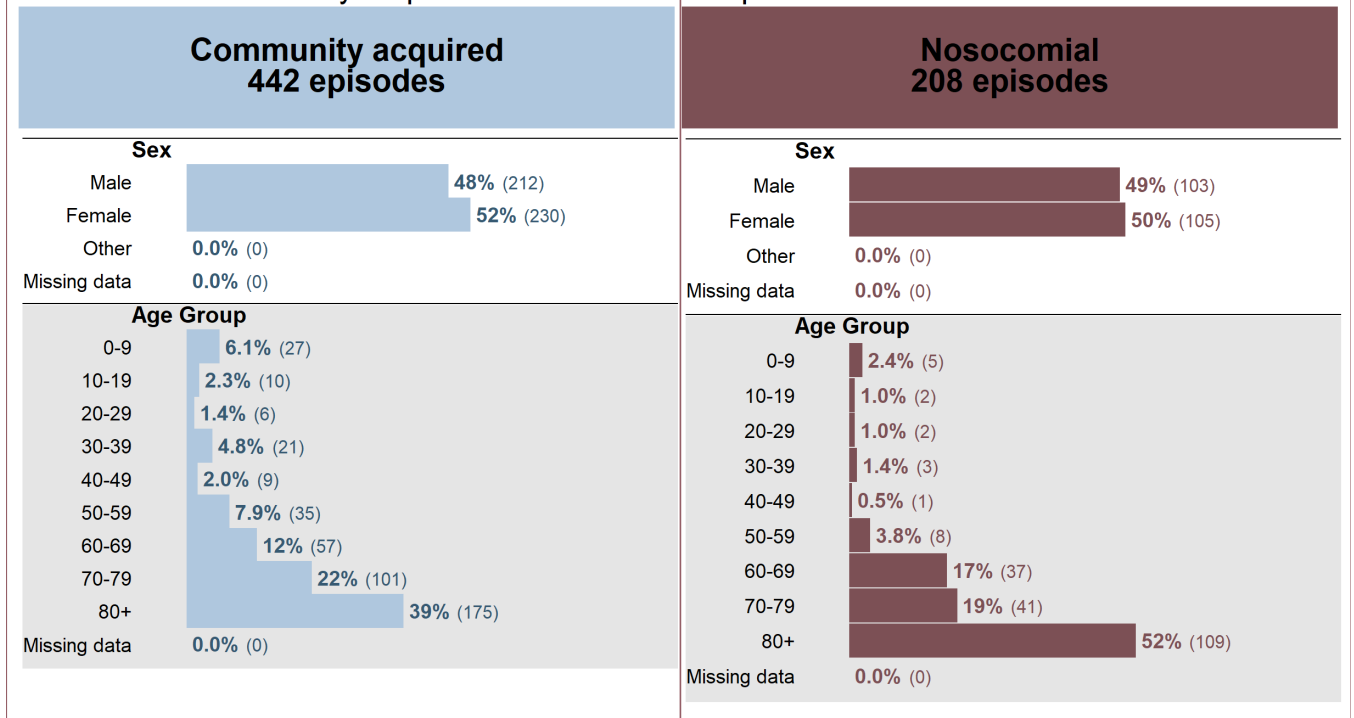 Community acquired
442 episodes
Sex
Male 48% (212)
Female 52% (230)
Other 0.0% (0)
Missing data 0.0% (0)
Age Group
0-9 6.1% (27)
10-19 2.3% (10)
20-29 1.4% (6)
30-39 4.8% (21)
40-49 2.0% (9)
50-59 7.9% (35)
60-69 12% (57)
70-79 22% (101)
80+ 39% (175)
Missing data 0.0% (0)
Nosocomial
208 episodes
Sex
Male 49% (103)
Female 50% (105)
Other 0.0% (0)
Missing data 0.0% (0)
Age Group
0-9 2.4% (5)
10-19 1.0% (2)
20-29 1.0% (2)
30-39 1.4% (3)
40-49 0.5% (1)
50-59 3.8% (8)
60-69 17% (37)
70-79 19% (41)
80+ 52% (109)
Missing data 0.0% (0)